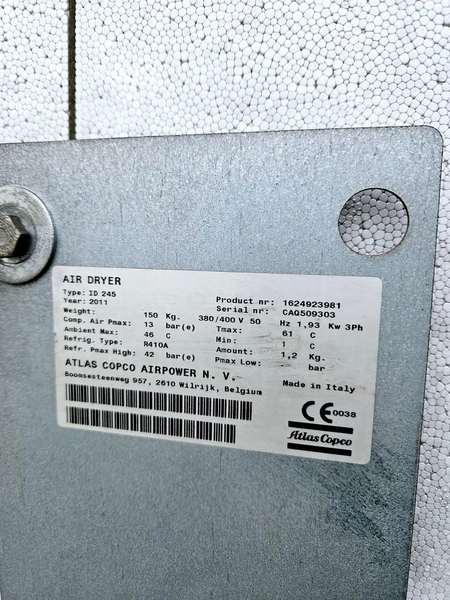 AIR DRYER
Type: ID 245
Year: 2011
Product nr: 1624923981
Serial nr: CAQ509303
Weight: 150 Kg. 380/400 V 50 Hz 1,93 Kw 3Ph
Comp. Air Pmax: 13 bar(e) Tmax: 61 C
Ambient Max: 46 C Min: 1 C
Refrig. Type: R410A Amount: 1,2 Kg.
Refr. Pmax High: 42 bar(e) Pmax Low: bar
ATLAS COPCO AIRPOWER N. V.
Boomsesteenweg 957, 2610 Wilrijk, Belgium
Made in Italy
CE 0038
Atlas Copco